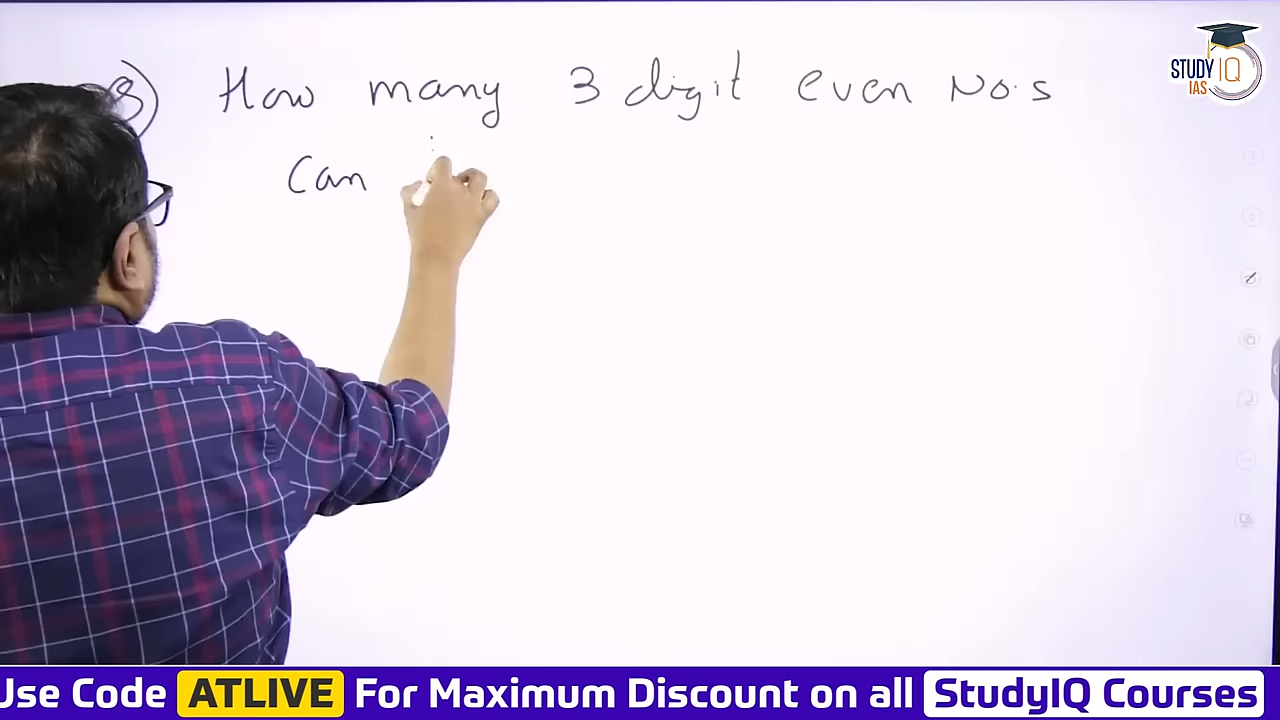 8) How many 3 digit even No.s
Can
STUDY IQ
IAS
Use Code ATLIVE For Maximum Discount on all StudyIQ Courses